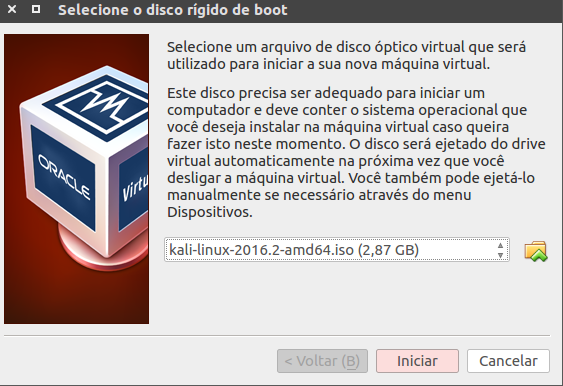 Selecione o disco rígido de boot
Selecione um arquivo de disco óptico virtual que será
utilizado para iniciar a sua nova máquina virtual.
Este disco precisa ser adequado para iniciar um
computador e deve conter o sistema operacional que
você deseja instalar na máquina virtual caso queira
fazer isto neste momento. O disco será ejetado do drive
virtual automaticamente na próxima vez que você
desligar a máquina virtual. Você também pode ejetá-lo
manualmente se necessário através do menu
Dispositivos.
ORACLE
Virtu
kali-linux-2016.2-amd64.iso (2,87 GB)
< Voltar (B)
Iniciar
Cancelar